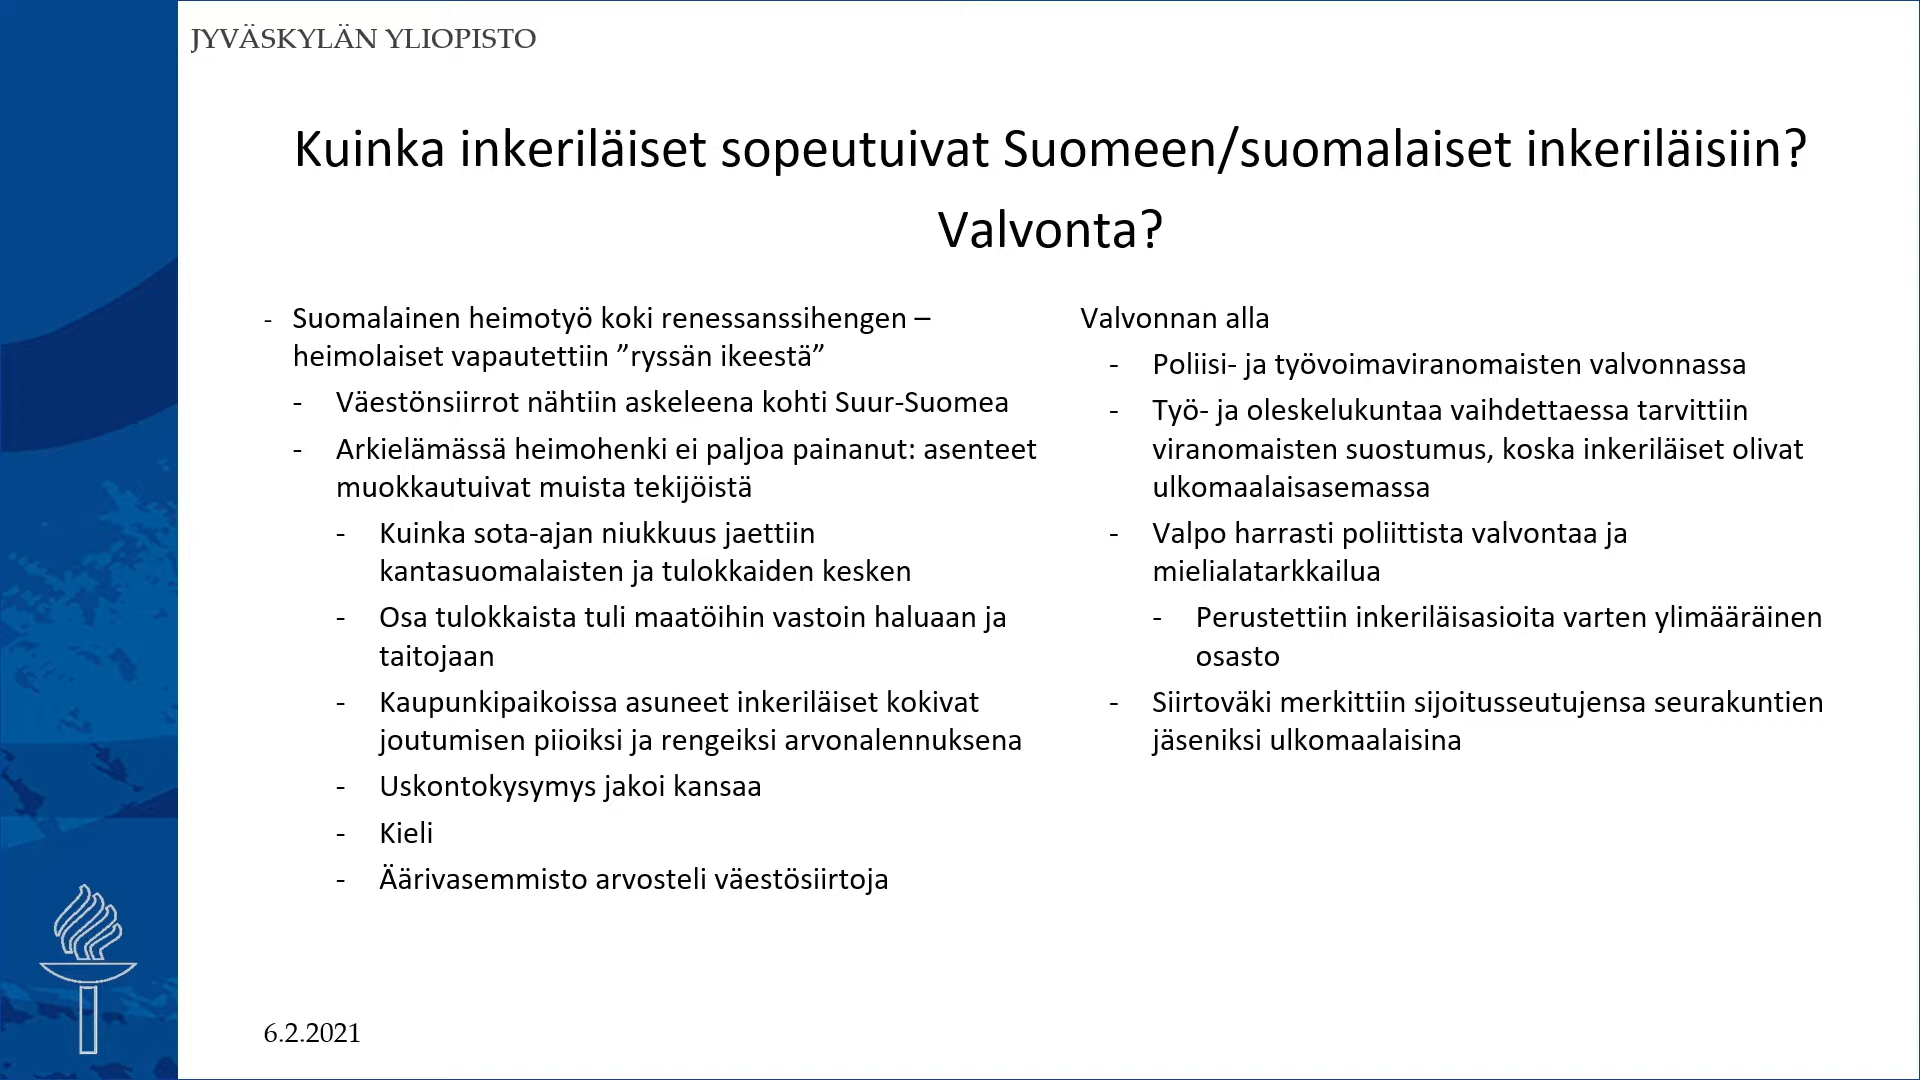 JYVÄSKYLÄN YLIOPISTO
Kuinka inkeriläiset sopeutuivat Suomeen/suomalaiset inkeriläisiin?
Valvonta?
- Suomalainen heimotyö koki renessanssihengen –
heimolaiset vapautettiin ”ryssän ikeestä”
- Väestönsiirrot nähtiin askeleena kohti Suur-Suomea
- Arkielämässä heimohenki ei paljoa painanut: asenteet
muokkautuivat muista tekijöistä
- Kuinka sota-ajan niukkuus jaettiin
kantasuomalaisten ja tulokkaiden kesken
- Osa tulokkaista tuli maatöihin vastoin haluaan ja
taitojaan
- Kaupunkipaikoissa asuneet inkeriläiset kokivat
joutumisen piioiksi ja rengeiksi arvonalennuksena
- Uskontokysymys jakoi kansaa
- Kieli
- Äärivasemmisto arvosteli väestösiirtoja
Valvonnan alla
- Poliisi- ja työvoimaviranomaisten valvonnassa
- Työ- ja oleskelukuntaa vaihdettaessa tarvittiin
viranomaisten suostumus, koska inkeriläiset olivat
ulkomaalaisasemassa
- Valpo harrasti poliittista valvontaa ja
mielialatarkkailua
- Perustettiin inkeriläisasioita varten ylimääräinen
osasto
- Siirtoväki merkittiin sijoitusseutujensa seurakuntien
jäseniksi ulkomaalaisina
6.2.2021